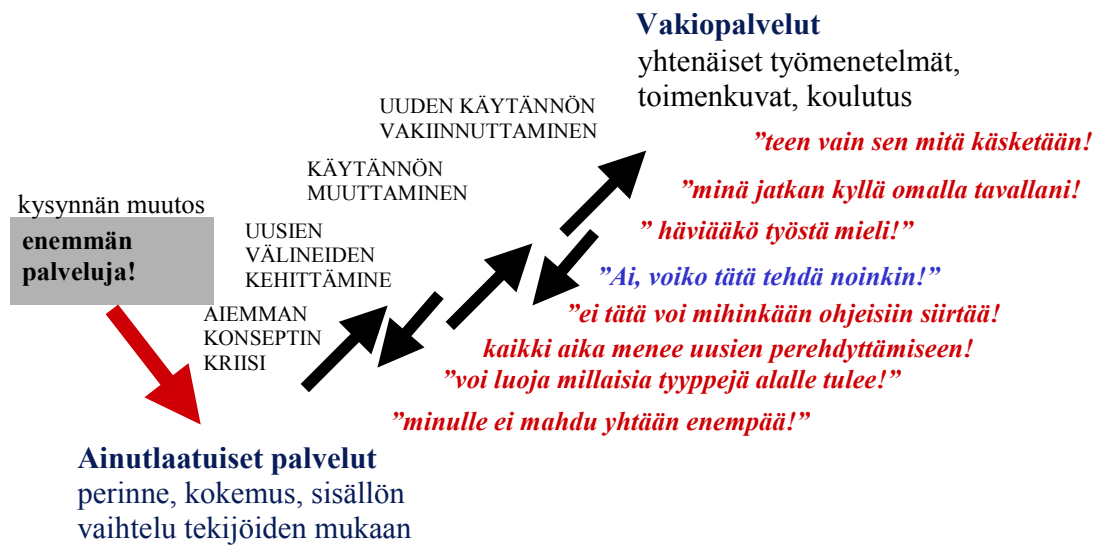 Vakiopalvelut
yhtenäiset työmenetelmät,
toimenkuvat, koulutus
UUDEN KÄYTÄNNÖN
VAKIINNUTTAMINEN
”teen vain sen mitä käsketään!
KÄYTÄNNÖN
MUUTTAMINEN
”minä jatkan kyllä omalla tavallani!
kysynnän muutos
enemmän
palveluja!
UUSIEN
VÄLINEIDEN
KEHITTÄMINE
” häviääkö työstä mieli!”
”Ai, voiko tätä tehdä noinkin!”
AIEMMAN
KONSEPTIN
KRIISI
”ei tätä voi mihinkään ohjeisiin siirtää!
kaikki aika menee uusien perehdyttämiseen!
”voi luoja millaisia tyyppejä alalle tulee!”
”minulle ei mahdu yhtään enempää!”
Ainutlaatuiset palvelut
perinne, kokemus, sisällön
vaihtelu tekijöiden mukaan